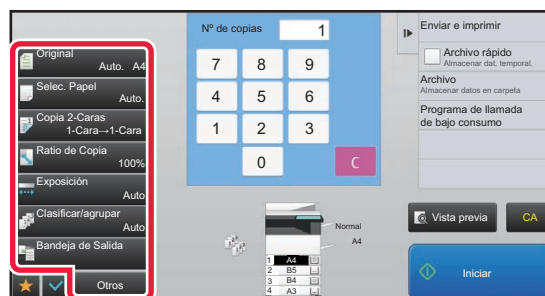 Original
Auto. A4
Selec. Papel
Auto.
Copia 2-Caras
1-Cara→1-Cara
Ratio de Copia
100%
Exposición
Auto
Clasificar/agrupar
Auto
Bandeja de Salida
Otros
Nº de copias
1
7 8 9
4 5 6
1 2 3
0 C
Normal
A4
1 A4
2 B5
3 B4
4 A3
Enviar e imprimir
Archivo rápido
Almacenar dat. temporal.
Archivo
Almacenar datos en carpeta
Programa de llamada
de bajo consumo
Vista previa
CA
Iniciar